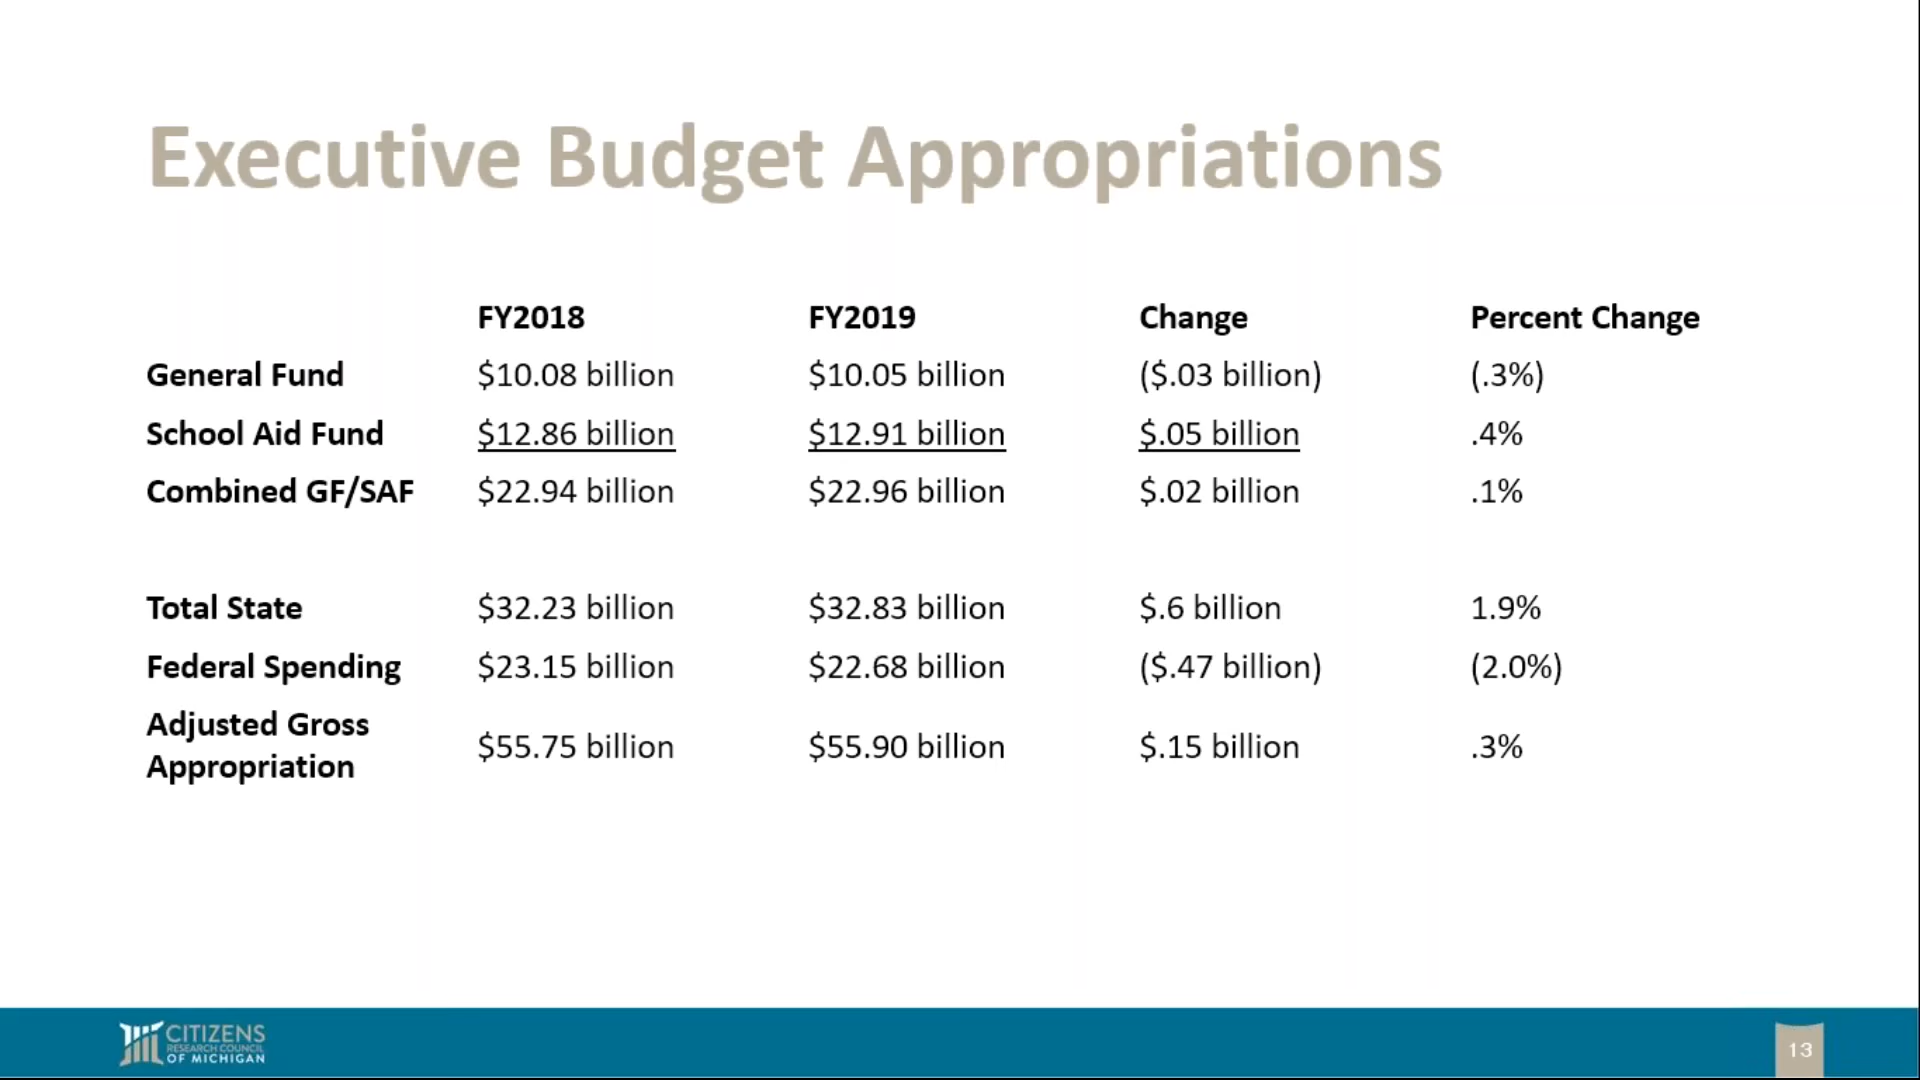 Executive Budget Appropriations
FY2018 FY2019 Change Percent Change
General Fund $10.08 billion $10.05 billion ($.03 billion) (.3%)
School Aid Fund $12.86 billion $12.91 billion $.05 billion .4%
Combined GF/SAF $22.94 billion $22.96 billion $.02 billion .1%
Total State $32.23 billion $32.83 billion $.6 billion 1.9%
Federal Spending $23.15 billion $22.68 billion ($.47 billion) (2.0%)
Adjusted Gross
Appropriation $55.75 billion $55.90 billion $.15 billion .3%
CITIZENS
RESEARCH COUNCIL
OF MICHIGAN
13